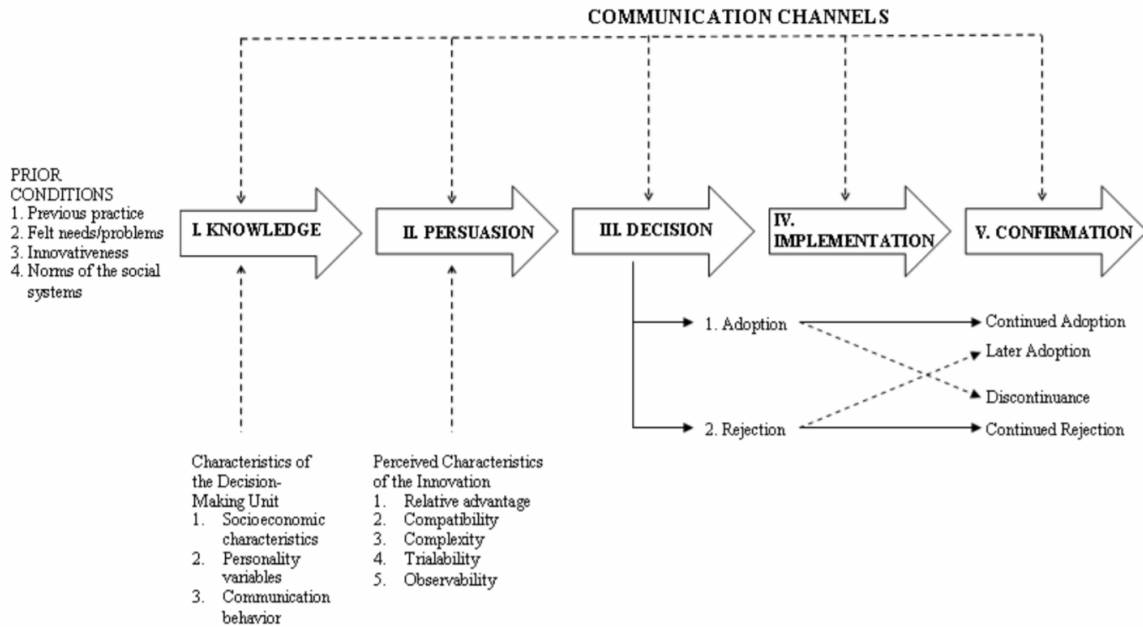 COMMUNICATION CHANNELS
PRIOR
CONDITIONS
1. Previous practice
2. Felt needs/problems
3. Innovativeness
4. Norms of the social
systems
I. KNOWLEDGE
II. PERSUASION
III. DECISION
IV.
IMPLEMENTATION
V. CONFIRMATION
1. Adoption
2. Rejection
Continued Adoption
Later Adoption
Discontinuance
Continued Rejection
Characteristics of
the Decision-
Making Unit
1. Socioeconomic
characteristics
2. Personality
variables
3. Communication
behavior
Perceived Characteristics
of the Innovation
1. Relative advantage
2. Compatibility
3. Complexity
4. Trialability
5. Observability